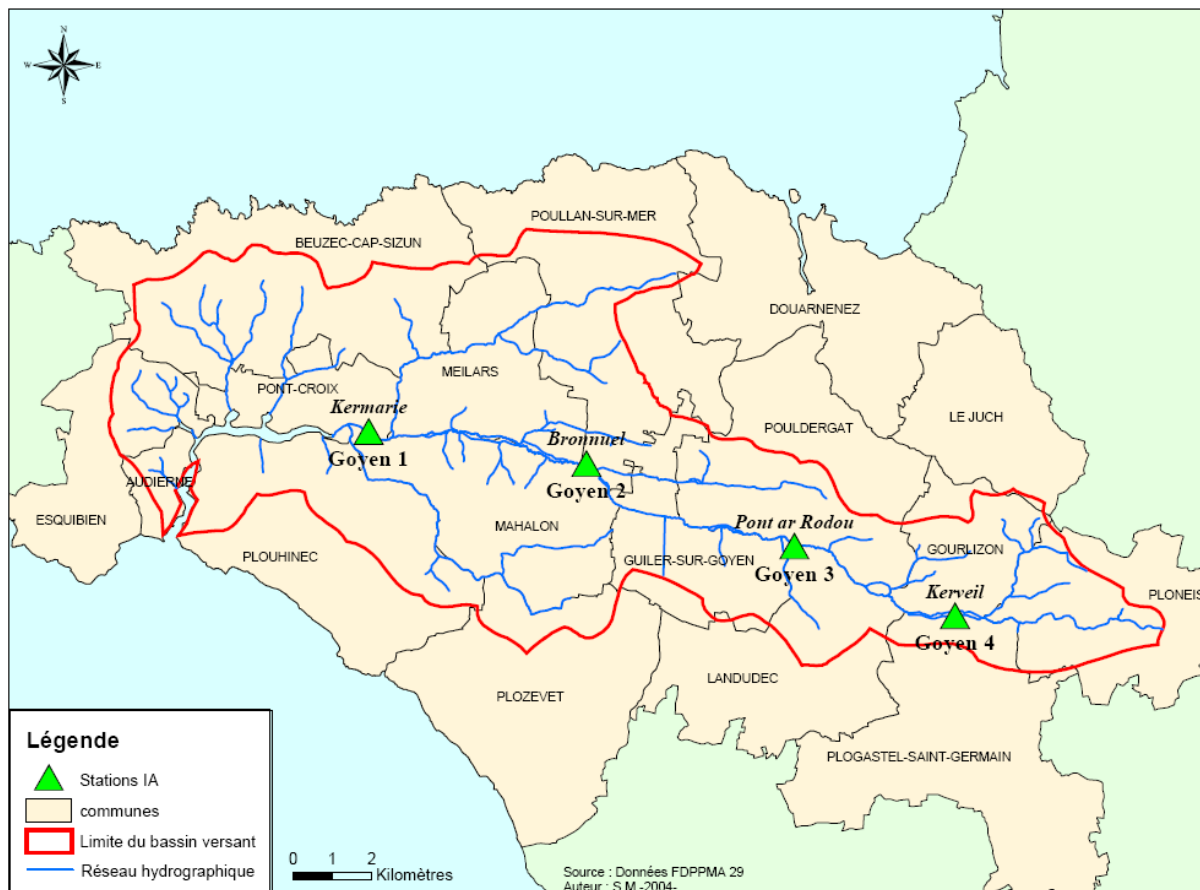 N
W E
S
POULLAN-SUR-MER
BEUZEC-CAP-SIZUN
DOUARNENEZ
MEILARS
PONT-CROIX
Kermarie
LE JUCH
POULDERGAT
Bronnuel
Goyen 1
AUDIERNE
Goyen 2
ESQUIBIEN
MAHALON
Pont ar Rodou
GOURLIZON
PLOUHINEC
GUILER-SUR-GOYEN
Goyen 3
Kerveil
PLONEIS
Goyen 4
LANDUDEC
PLOZEVET
PLOGASTEL-SAINT-GERMAIN
Légende
Stations IA
communes
Limite du bassin versant
Réseau hydrographique
0 1 2
Kilomètres
Source : Données FDPPMA 29
Auteur : S.M.-2004-